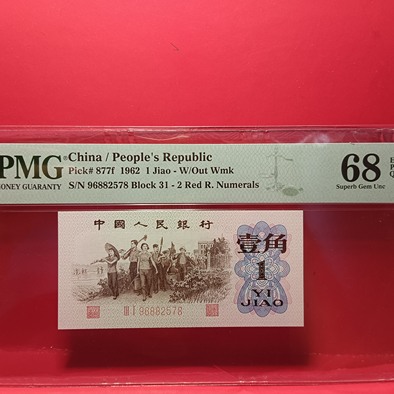 PMG
China / People's Republic
Pick# 877f 1962 1 Jiao - W/Out Wmk
MONEY GUARANTY
S/N 96882578 Block 31 - 2 Red R. Numerals
68
Superb Gem Unc
E
P
Q
中國人民銀行
壹角
1
YI
JIAO
III I 96882578